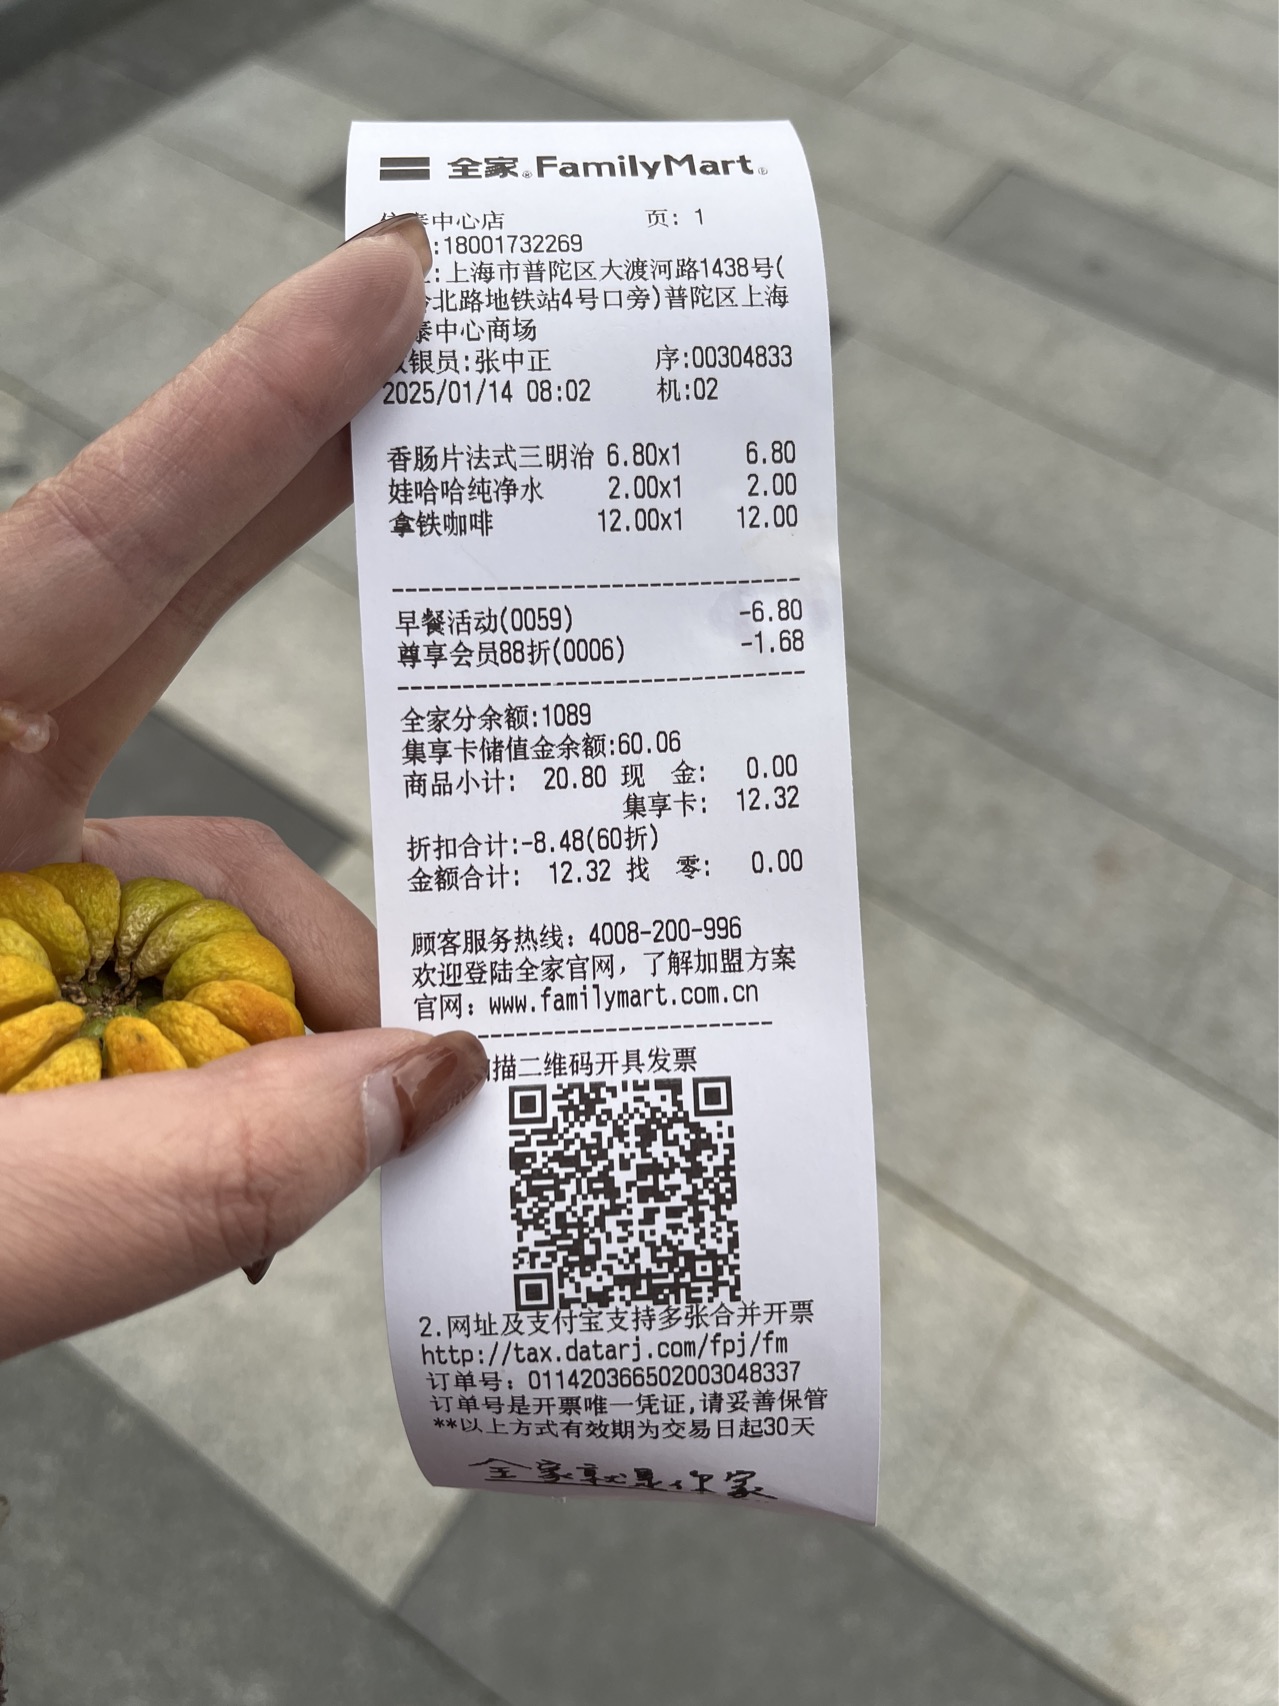 全家 FamilyMart
中心店 页: 1
:18001732269
:上海市普陀区大渡河路1438号(
北路地铁站4号口旁)普陀区上海
泰中心商场
银员:张中正 序:00304833
2025/01/14 08:02 机:02
香肠片法式三明治 6.80x1 6.80
娃哈哈纯净水 2.00x1 2.00
拿铁咖啡 12.00x1 12.00
早餐活动(0059) -6.80
尊享会员88折(0006) -1.68
全家分余额:1089
集享卡储值金余额:60.06
商品小计: 20.80 现 金: 0.00
集享卡: 12.32
折扣合计:-8.48(60折)
金额合计: 12.32 找 零: 0.00
顾客服务热线: 4008-200-996
欢迎登陆全家官网，了解加盟方案
官网: www.familymart.com.cn
描二维码开具发票
2.网址及支付宝支持多张合并开票
http://tax.datarj.com/fpj/fm
订单号: 011420366502003048337
订单号是开票唯一凭证,请妥善保管
**以上方式有效期为交易日起30天
全家就是你家